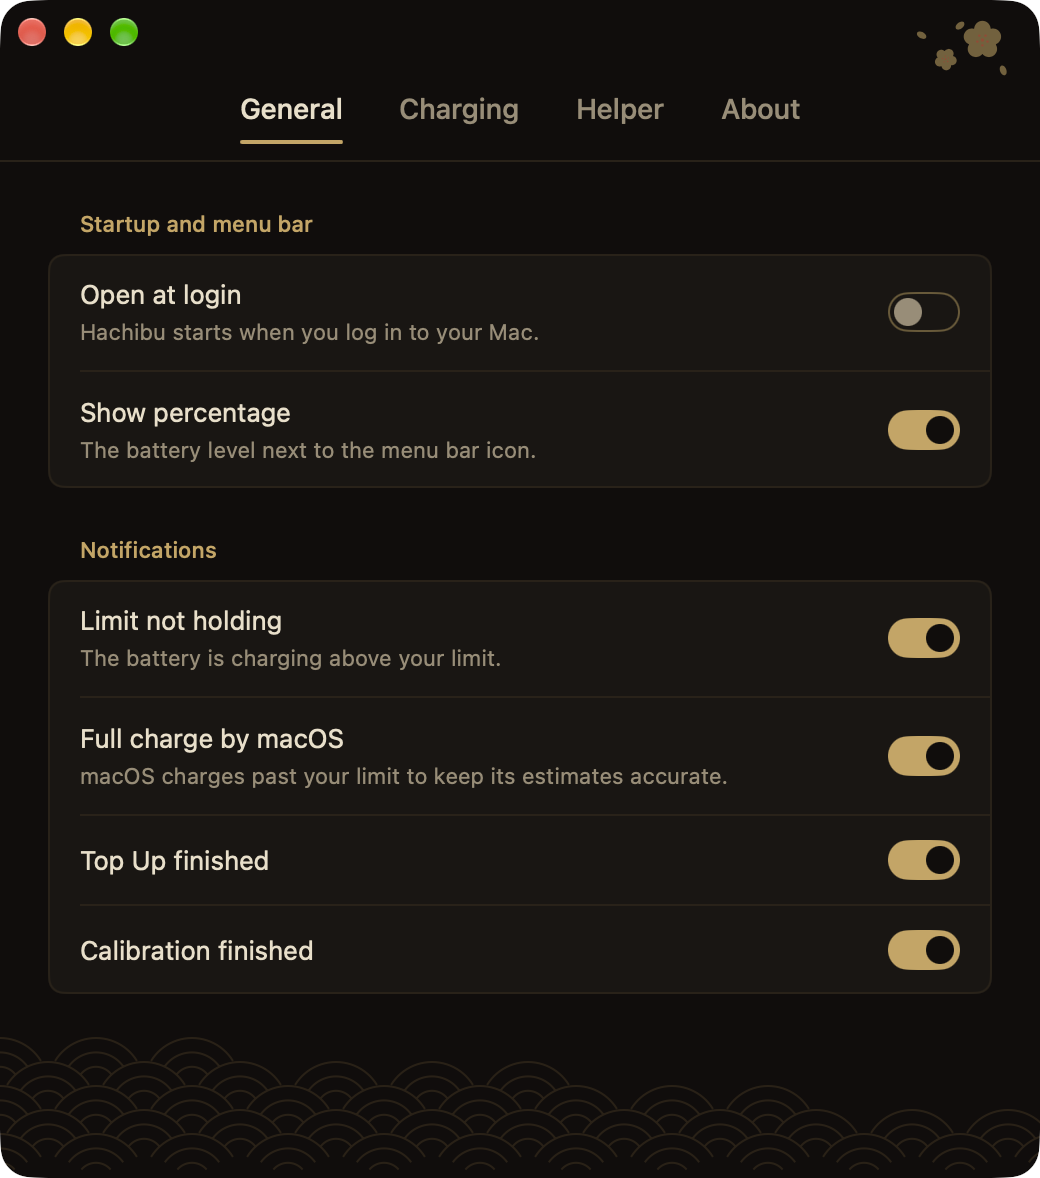 General
Charging
Helper
About
Startup and menu bar
Open at login
Hachibu starts when you log in to your Mac.
Show percentage
The battery level next to the menu bar icon.
Notifications
Limit not holding
The battery is charging above your limit.
Full charge by macOS
macOS charges past your limit to keep its estimates accurate.
Top Up finished
Calibration finished